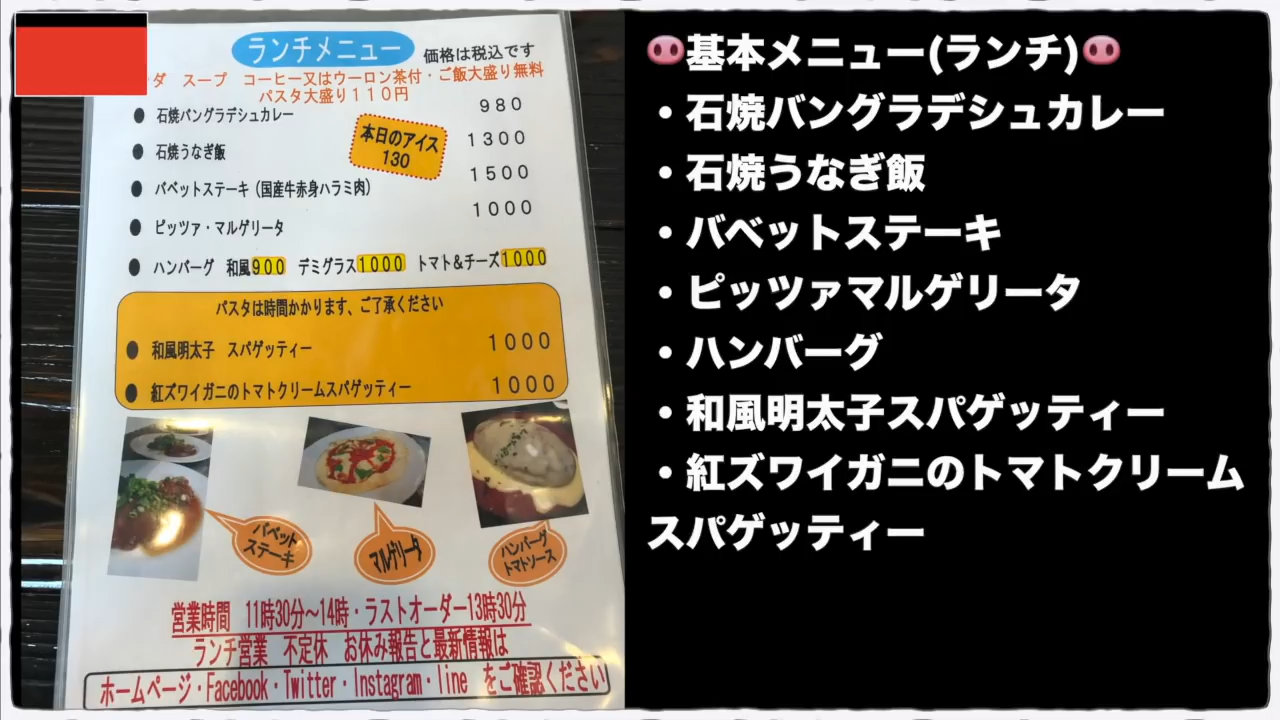 ランチメニュー 価格は税込です
ダ スープ コーヒー又はウーロン茶付・ご飯大盛り無料
パスタ大盛り110円
● 石焼バングラデシュカレー 980
本日のアイス
130
● 石焼うなぎ飯 1300
● バベットステーキ(国産牛赤身ハラミ肉) 1500
● ピッツァ・マルゲリータ 1000
● ハンバーグ 和風900 デミグラス1000 トマト&チーズ1000
パスタは時間かかります、ご了承ください
● 和風明太子 スパゲッティー 1000
● 紅ズワイガニのトマトクリームスパゲッティー 1000
バベット
ステーキ
マルゲリータ
ハンバーグ
トマトソース
営業時間 11時30分~14時・ラストオーダー13時30分
ランチ営業 不定休 お休み報告と最新情報は
ホームページ・Facebook・Twitter・Instagram・line をご確認ください
🐽基本メニュー(ランチ)🐽
・石焼バングラデシュカレー
・石焼うなぎ飯
・バベットステーキ
・ピッツァマルゲリータ
・ハンバーグ
・和風明太子スパゲッティー
・紅ズワイガニのトマトクリーム
スパゲッティー